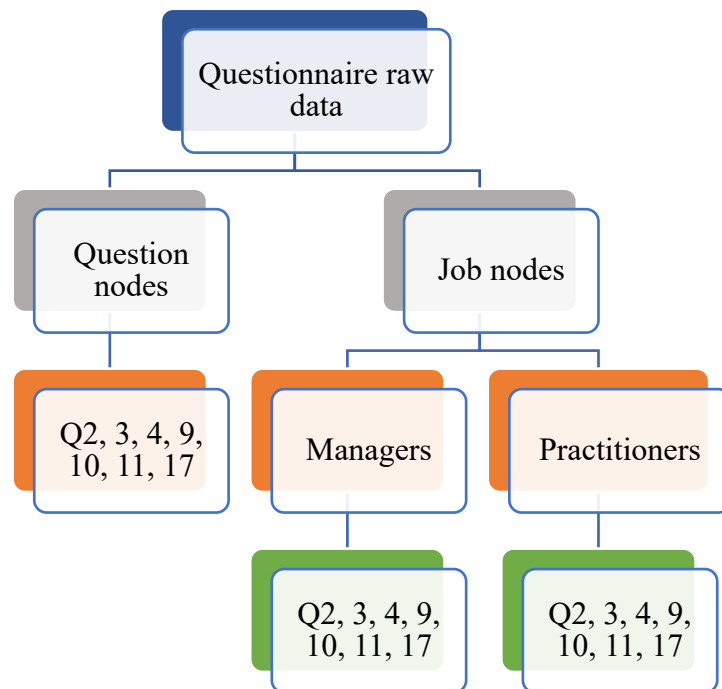 Questionnaire raw
data
Question
nodes
Job nodes
Q2, 3, 4, 9,
10, 11, 17
Managers
Practitioners
Q2, 3, 4, 9,
10, 11, 17
Q2, 3, 4, 9,
10, 11, 17